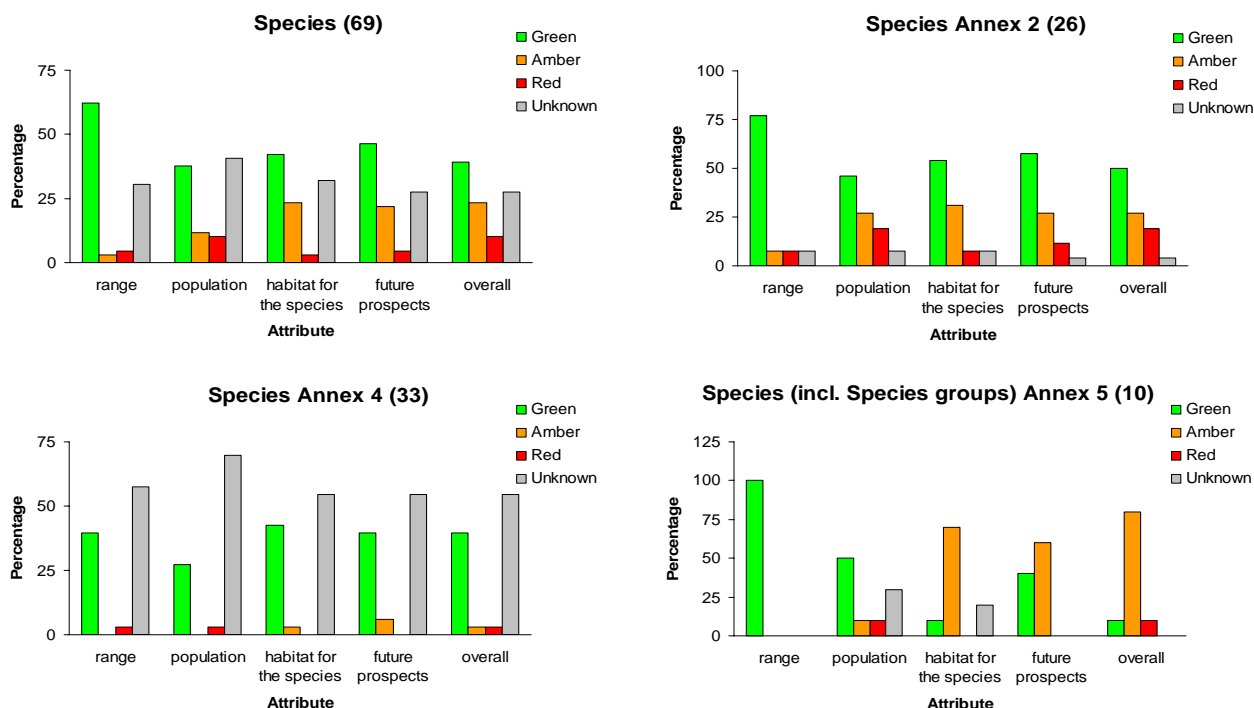 Species (69)
Green
Amber
Red
Unknown
75
50
25
0
Percentage
range
population
habitat for
the species
future
prospects
overall
Attribute
Species Annex 2 (26)
Green
Amber
Red
Unknown
100
75
50
25
0
Percentage
range
population
habitat for
the species
future
prospects
overall
Attribute
Species Annex 4 (33)
Green
Amber
Red
Unknown
75
50
25
0
Percentage
range
population
habitat for
the species
future
prospects
overall
Attribute
Species (incl. Species groups) Annex 5 (10)
Green
Amber
Red
Unknown
125
100
75
50
25
0
Percentage
range
population
habitat for
the species
future
prospects
overall
Attribute